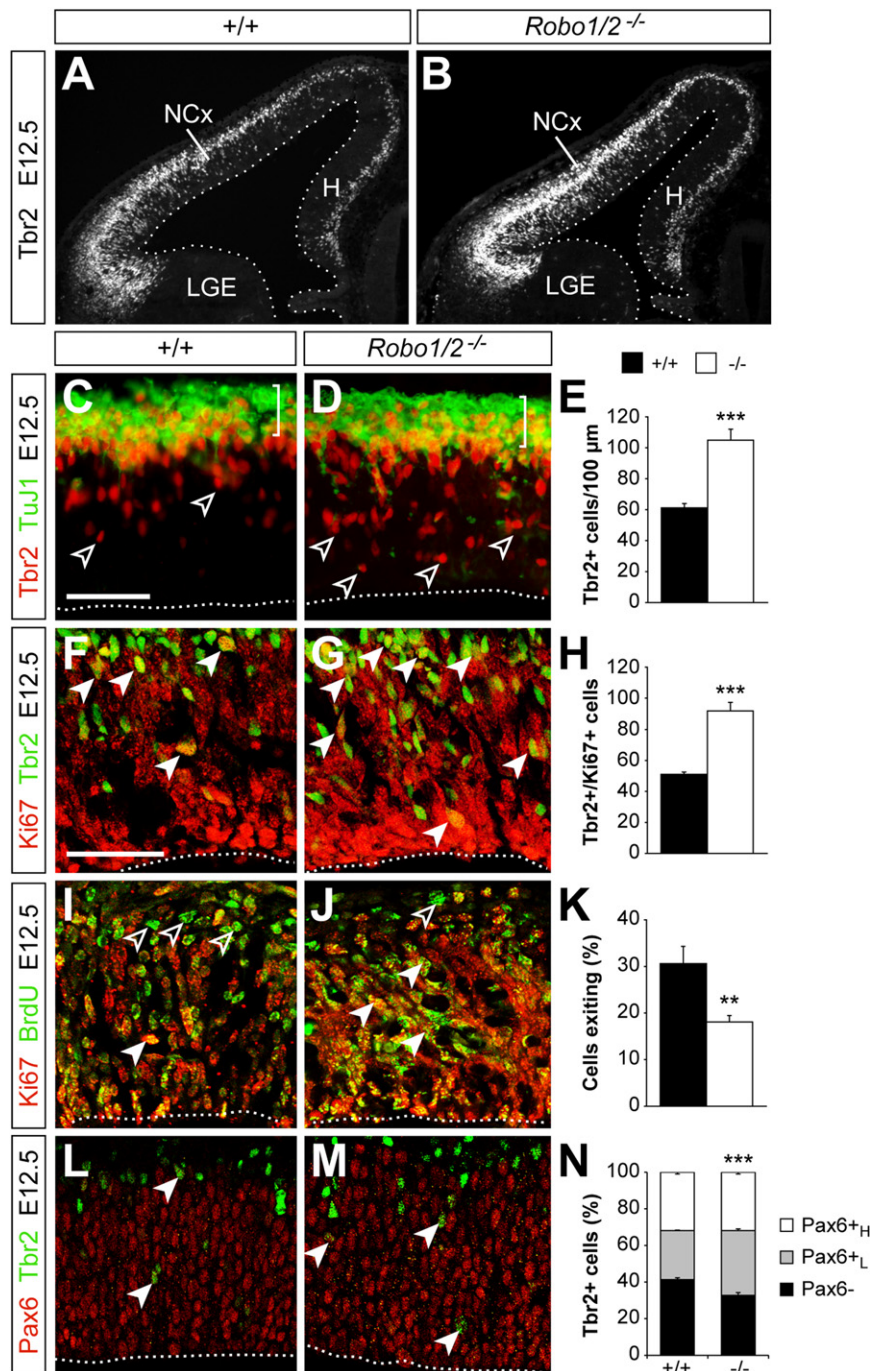 +/+
Robo1/2 -/-
Tbr2 E12.5
A
NCx
H
LGE
B
NCx
H
LGE
+/+
Robo1/2 -/-
+/+ -/-
Tbr2 TuJ1 E12.5
C
D
E
Tbr2+ cells/100 µm
120
100
80
60
40
20
0
***
Ki67 Tbr2 E12.5
F
G
H
Tbr2+/Ki67+ cells
120
100
80
60
40
20
0
***
Ki67 BrdU E12.5
I
J
K
Cells exiting (%)
40
30
20
10
0
**
Pax6 Tbr2 E12.5
L
M
N
Tbr2+ cells (%)
100
80
60
40
20
0
***
+/+ -/-
Pax6+H
Pax6+L
Pax6-